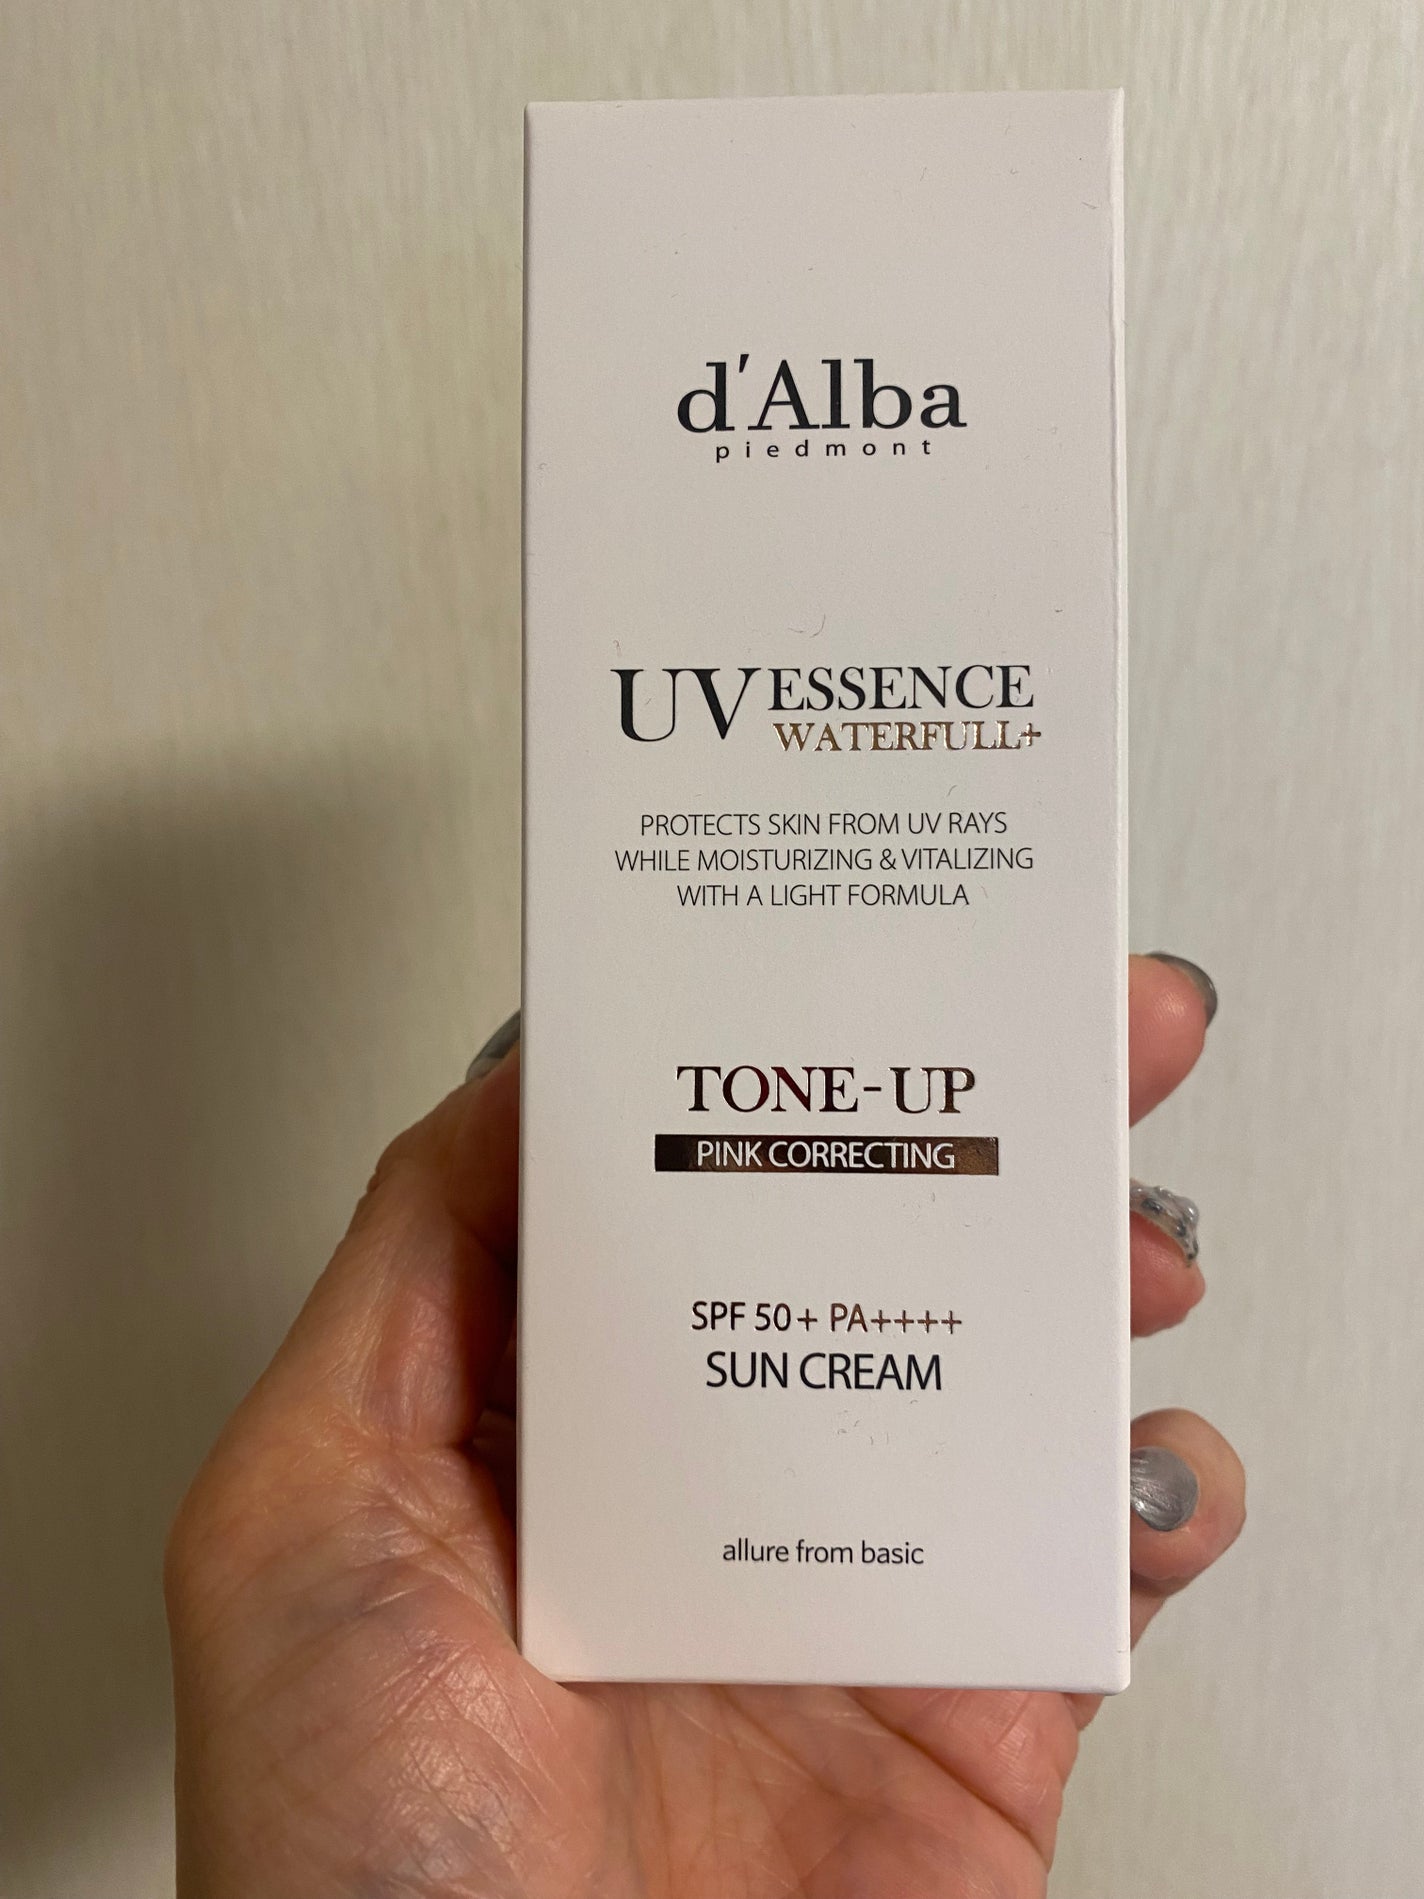 d'Alba
piedmont
UV ESSENCE
WATERFULL+
PROTECTS SKIN FROM UV RAYS
WHILE MOISTURIZING & VITALIZING
WITH A LIGHT FORMULA
TONE-UP
PINK CORRECTING
SPF 50+ PA++++
SUN CREAM
allure from basic